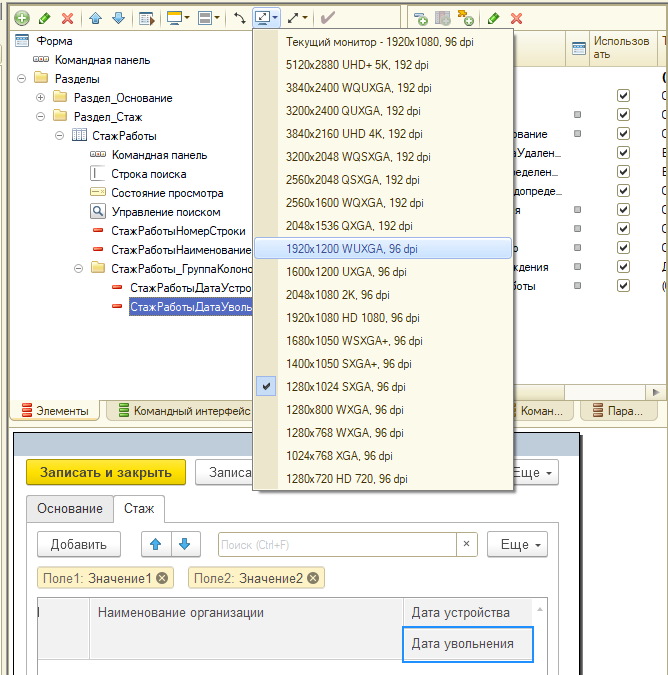 Форма
Командная панель
Разделы
Раздел_Основание
Раздел_Стаж
СтажРаботы
Командная панель
Строка поиска
Состояние просмотра
Управление поиском
СтажРаботыНомерСтроки
СтажРаботыНаименование
СтажРаботы_ГруппаКолоно
СтажРаботыДатаУстро
СтажРаботыДатаУволь
Текущий монитор - 1920x1080, 96 dpi
5120x2880 UHD+ 5K, 192 dpi
3840x2400 WQUXGA, 192 dpi
3200x2400 QUXGA, 192 dpi
3840x2160 UHD 4K, 192 dpi
3200x2048 WQSXGA, 192 dpi
2560x2048 QSXGA, 192 dpi
2560x1600 WQXGA, 192 dpi
2048x1536 QXGA, 192 dpi
1920x1200 WUXGA, 96 dpi
1600x1200 UXGA, 96 dpi
2048x1080 2K, 96 dpi
1920x1080 HD 1080, 96 dpi
1680x1050 WSXGA+, 96 dpi
1400x1050 SXGA+, 96 dpi
1280x1024 SXGA, 96 dpi
1280x800 WXGA, 96 dpi
1280x768 WXGA, 96 dpi
1024x768 XGA, 96 dpi
1280x720 HD 720, 96 dpi
Использов
ать
ование
аУдален...
еделен...
допреде...
я
о
ждения
боты
Элементы
Командный интерфейс
Коман...
Пара...
Записать и закрыть
Записа
Еще
Основание
Стаж
Добавить
Поиск (Ctrl+F)
×
Еще
Поле1: Значение1
Поле2: Значение2
Наименование организации
Дата устройства
Дата увольнения